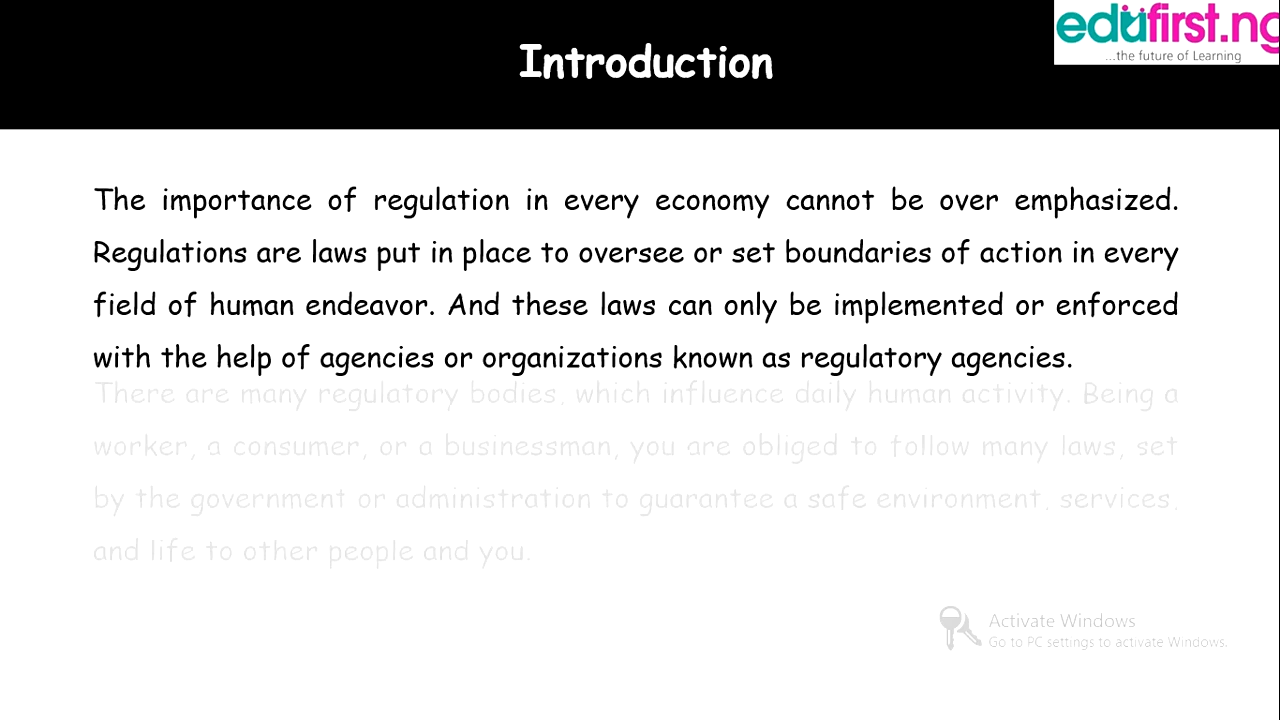 Introduction
edufirst.ng
...the future of Learning
The importance of regulation in every economy cannot be over emphasized.
Regulations are laws put in place to oversee or set boundaries of action in every
field of human endeavor. And these laws can only be implemented or enforced
with the help of agencies or organizations known as regulatory agencies.
There are many regulatory bodies, which influence daily human activity. Being a
worker, a consumer, or a businessman, you are obliged to follow many laws, set
by the government or administration to guarantee a safe environment, services,
and life to other people and you.
Activate Windows
Go to PC settings to activate Windows.